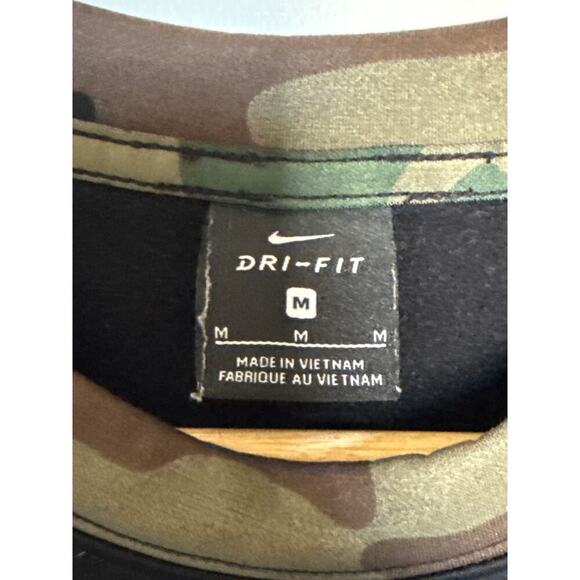 DRI-FIT
M
M M M
MADE IN VIETNAM
FABRIQUE AU VIETNAM